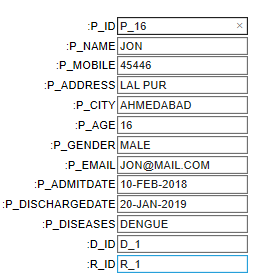 :P_ID P_16 ×
:P_NAME JON
:P_MOBILE 45446
:P_ADDRESS LAL PUR
:P_CITY AHMEDABAD
:P_AGE 16
:P_GENDER MALE
:P_EMAIL JON@MAIL.COM
:P_ADMITDATE 10-FEB-2018
:P_DISCHARGEDATE 20-JAN-2019
:P_DISEASES DENGUE
:D_ID D_1
:R_ID R_1